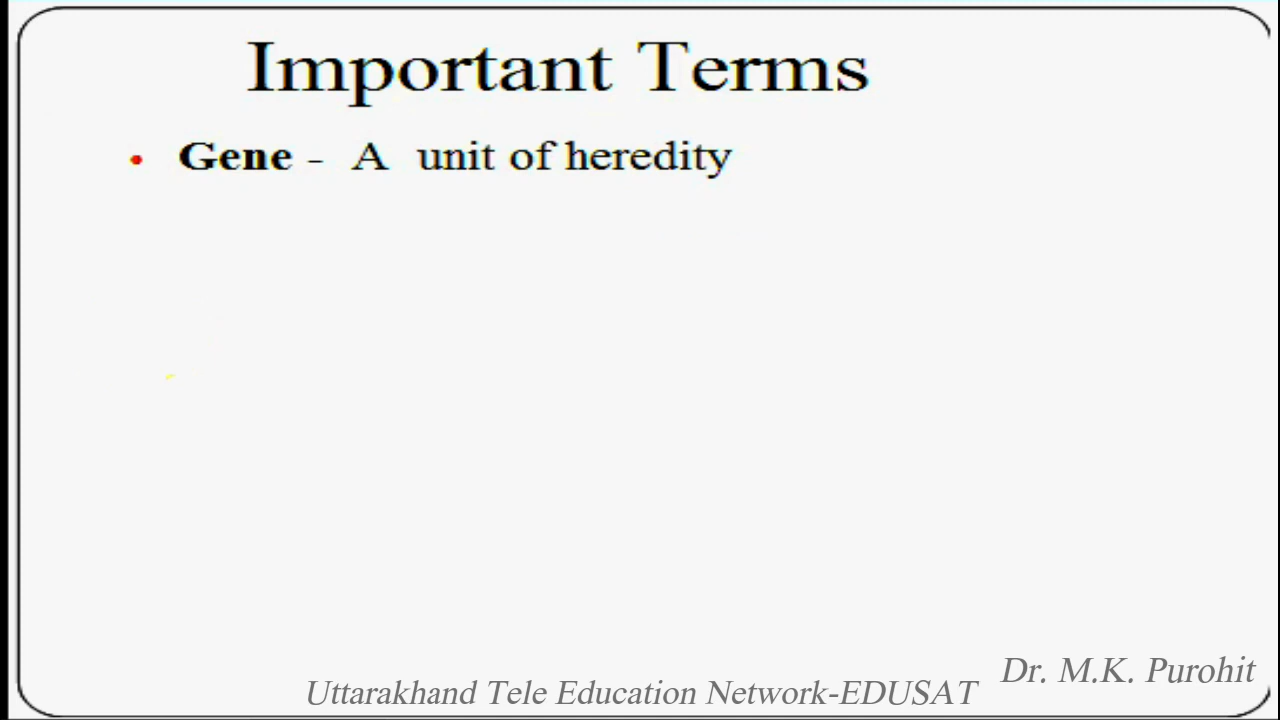 Important Terms
• Gene - A unit of heredity
Dr. M.K. Purohit
Uttarakhand Tele Education Network-EDUSAT